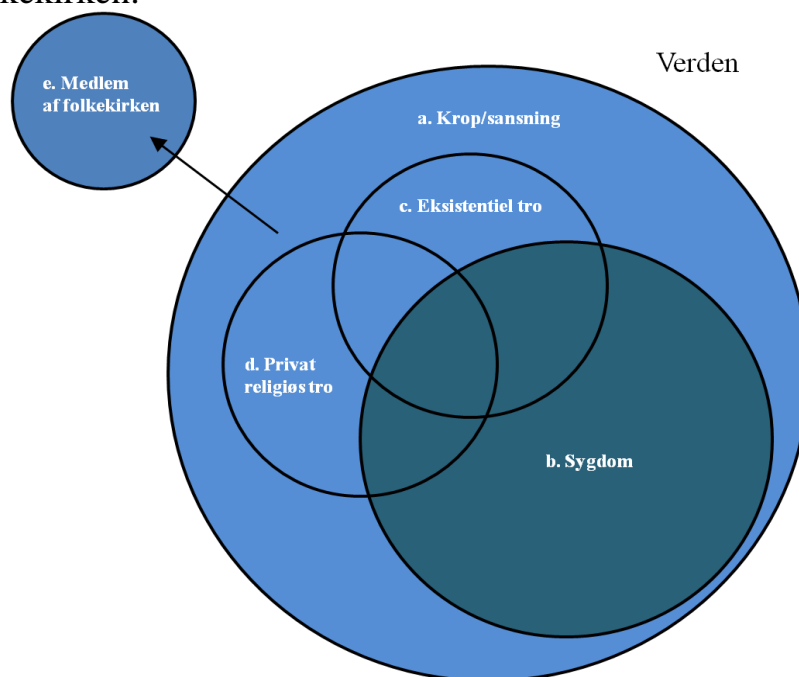 Verden
e. Medlem
af folkekirken
a. Krop/sansning
c. Eksistentiel tro
d. Privat
religiøs tro
b. Sygdom